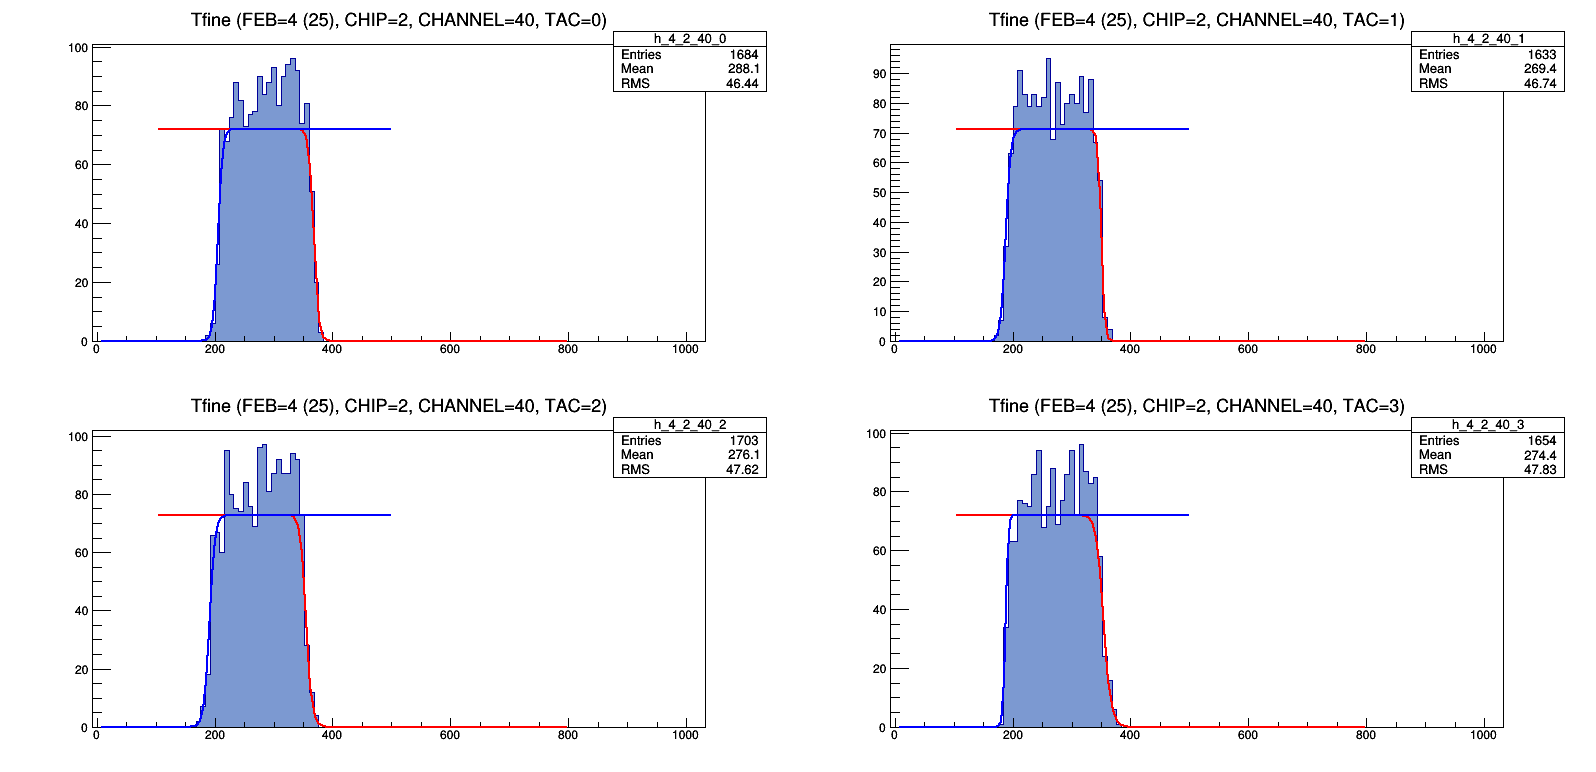 Tfine (FEB=4 (25), CHIP=2, CHANNEL=40, TAC=0)
h_4_2_40_0
Entries 1684
Mean 288.1
RMS 46.44
100
80
60
40
20
0
0 200 400 600 800 1000
Tfine (FEB=4 (25), CHIP=2, CHANNEL=40, TAC=1)
h_4_2_40_1
Entries 1633
Mean 269.4
RMS 46.74
90
80
70
60
50
40
30
20
10
0
0 200 400 600 800 1000
Tfine (FEB=4 (25), CHIP=2, CHANNEL=40, TAC=2)
h_4_2_40_2
Entries 1703
Mean 276.1
RMS 47.62
100
80
60
40
20
0
0 200 400 600 800 1000
Tfine (FEB=4 (25), CHIP=2, CHANNEL=40, TAC=3)
h_4_2_40_3
Entries 1654
Mean 274.4
RMS 47.83
100
80
60
40
20
0
0 200 400 600 800 1000